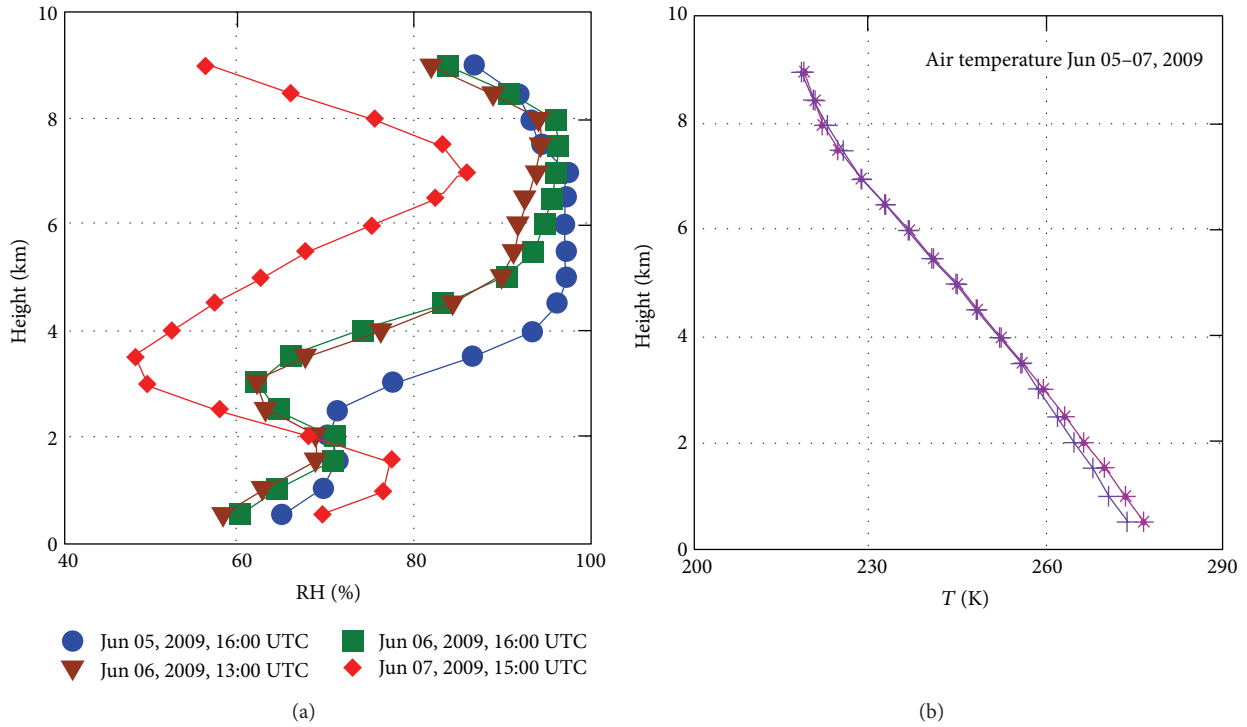 10
8
6
4
2
0
Height (km)
40
60
80
100
RH (%)
Jun 05, 2009, 16:00 UTC
Jun 06, 2009, 13:00 UTC
Jun 06, 2009, 16:00 UTC
Jun 07, 2009, 15:00 UTC
(a)
10
8
6
4
2
0
Height (km)
Air temperature Jun 05–07, 2009
200
230
260
290
T (K)
(b)